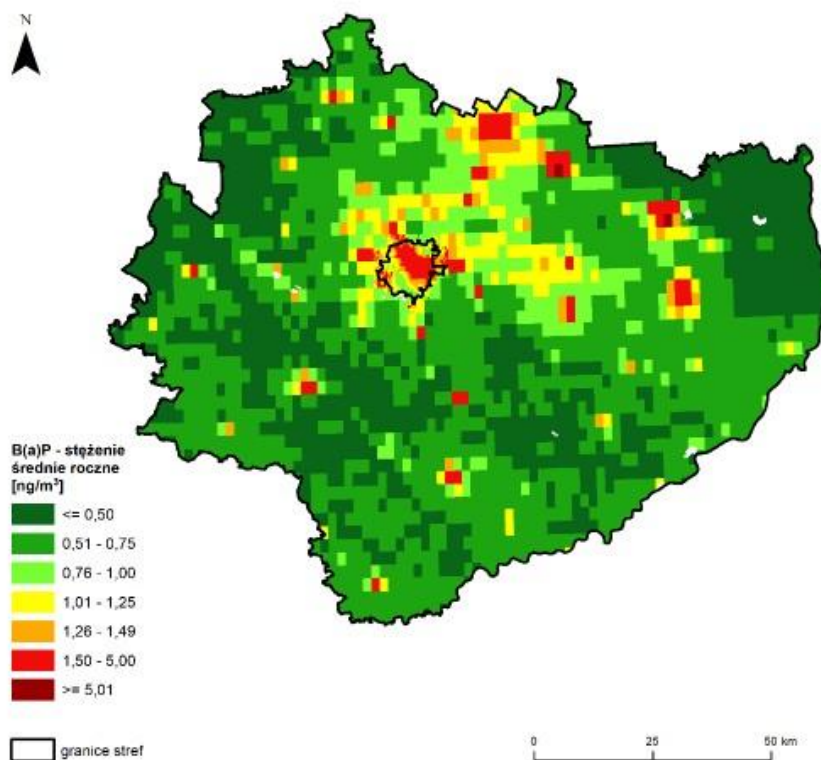 N
B(a)P - stężenie
średnie roczne
[ng/m³]
<= 0,50
0,51 - 0,75
0,76 - 1,00
1,01 - 1,25
1,26 - 1,49
1,50 - 5,00
>= 5,01
granice stref
0 25 50 km